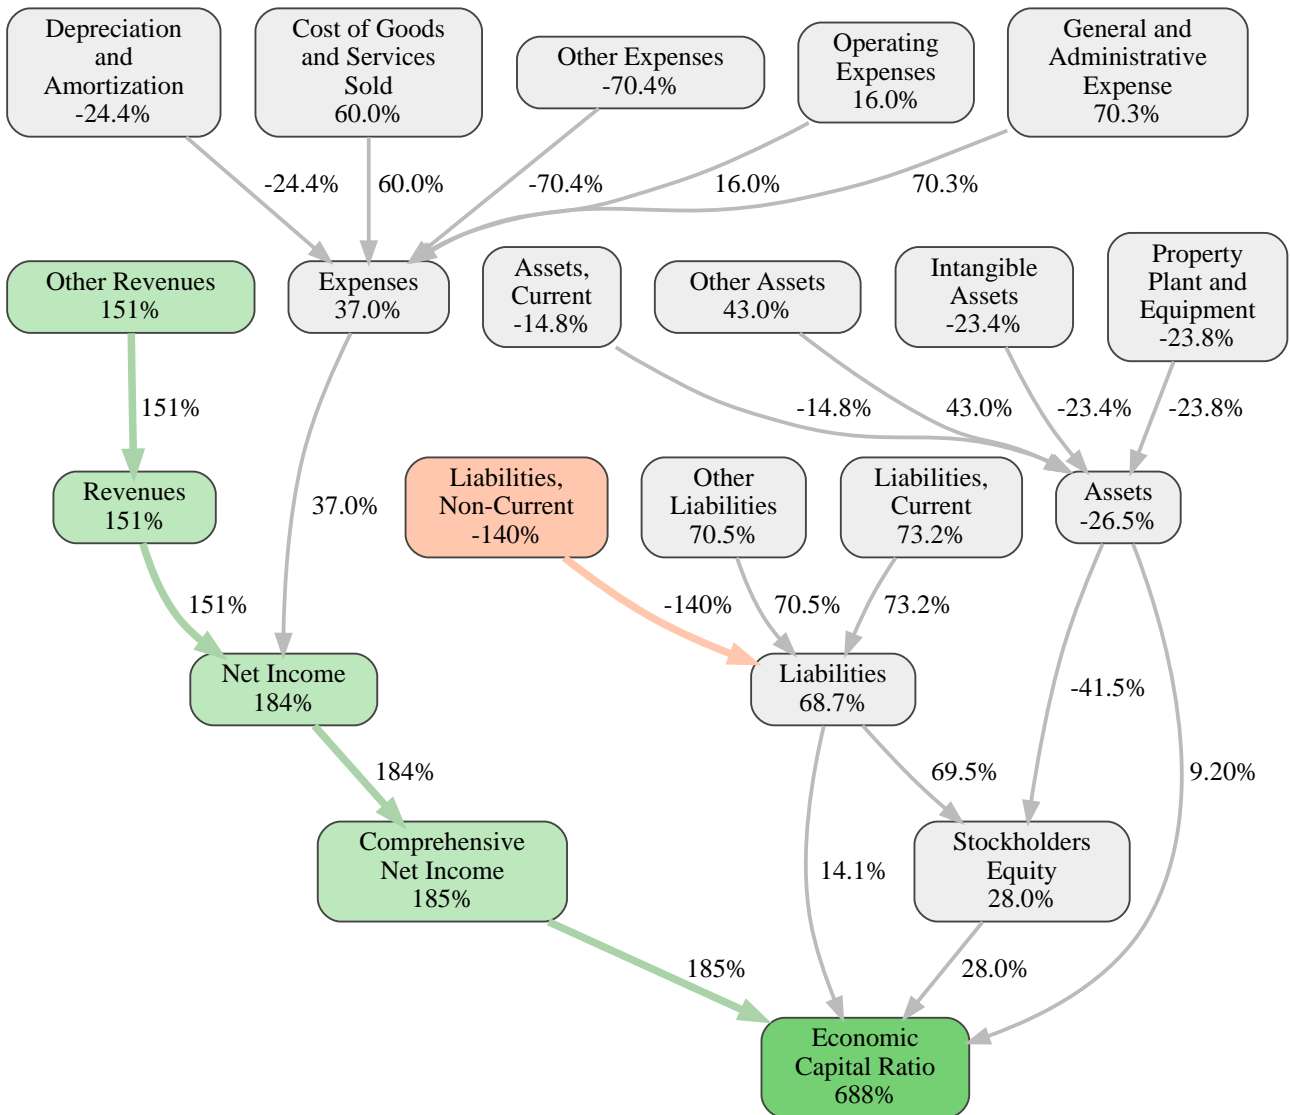 Depreciation
and
Amortization
-24.4%
Cost of Goods
and Services
Sold
60.0%
Other Expenses
-70.4%
Operating
Expenses
16.0%
General and
Administrative
Expense
70.3%
-24.4%
60.0%
-70.4%
16.0%
70.3%
Other Revenues
151%
Expenses
37.0%
Assets,
Current
-14.8%
Other Assets
43.0%
Intangible
Assets
-23.4%
Property
Plant and
Equipment
-23.8%
151%
-14.8%
43.0%
-23.4%
-23.8%
Revenues
151%
37.0%
Liabilities,
Non-Current
-140%
Other
Liabilities
70.5%
Liabilities,
Current
73.2%
Assets
-26.5%
151%
-140%
70.5%
73.2%
Net Income
184%
Liabilities
68.7%
-41.5%
184%
69.5%
9.20%
Comprehensive
Net Income
185%
14.1%
Stockholders
Equity
28.0%
185%
28.0%
Economic
Capital Ratio
688%